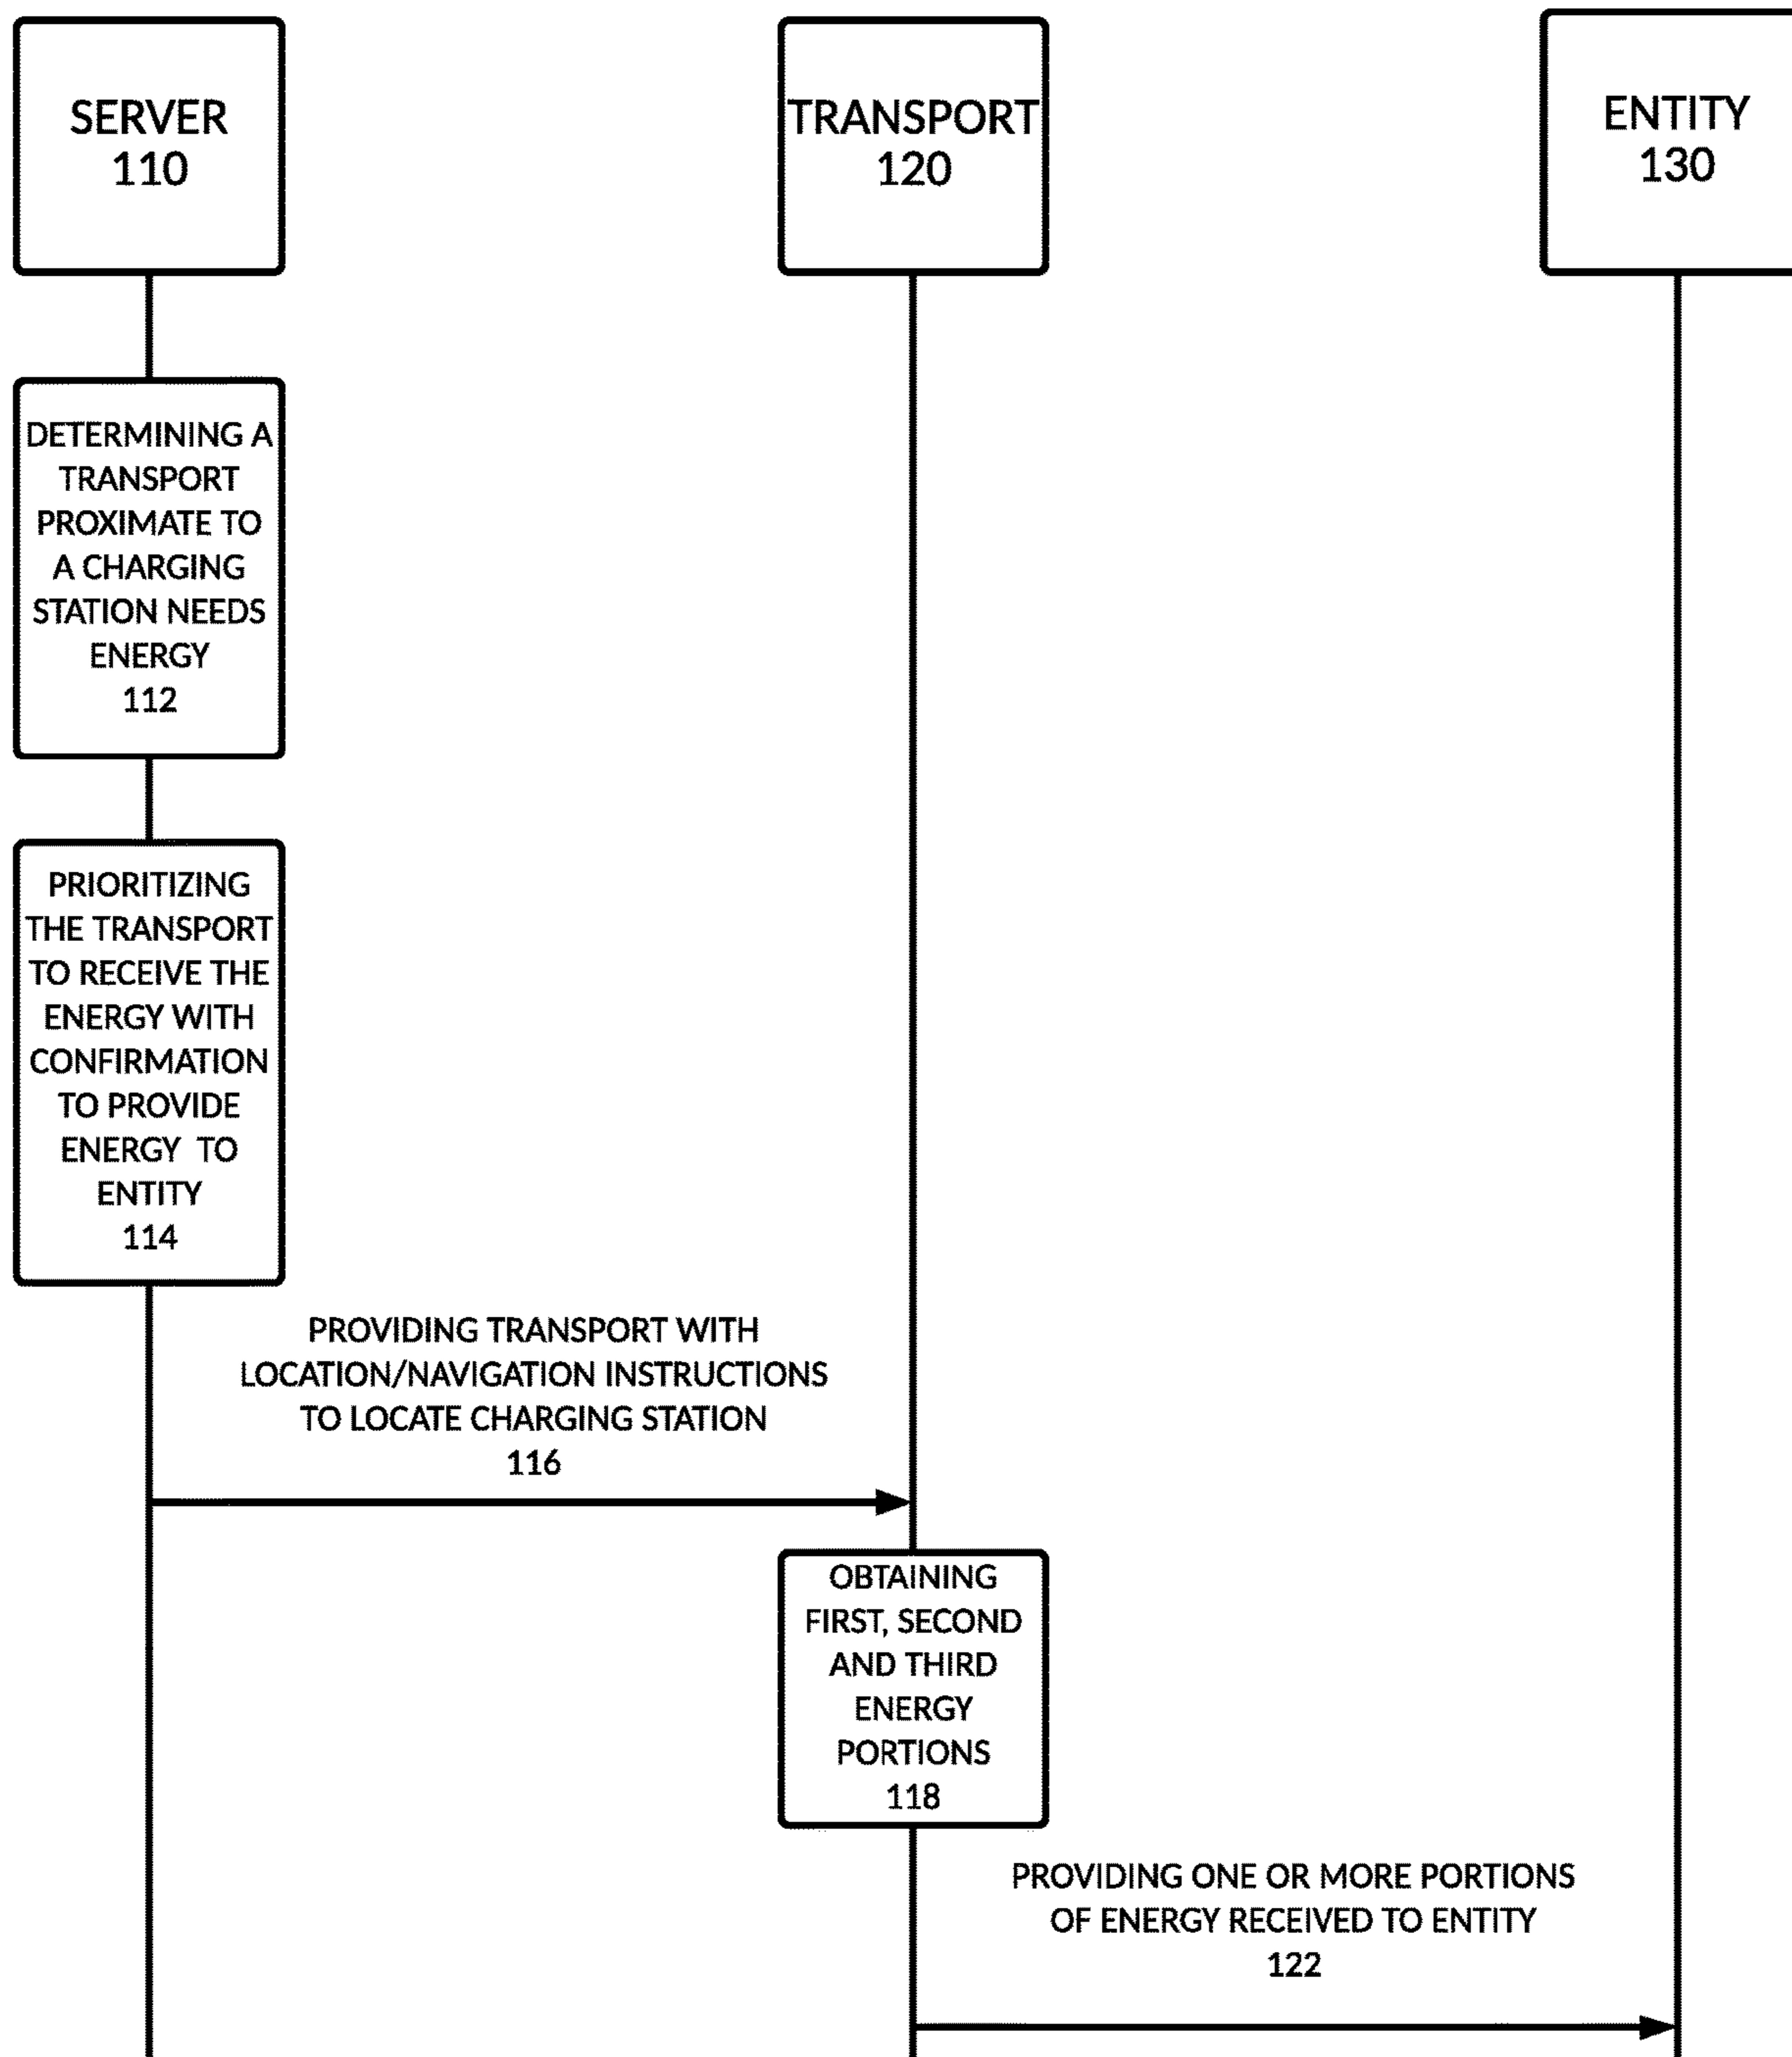 SERVER
110
TRANSPORT
120
ENTITY
130
DETERMINING A
TRANSPORT
PROXIMATE TO
A CHARGING
STATION NEEDS
ENERGY
112
PRIORITIZING
THE TRANSPORT
TO RECEIVE THE
ENERGY WITH
CONFIRMATION
TO PROVIDE
ENERGY TO
ENTITY
114
PROVIDING TRANSPORT WITH
LOCATION/NAVIGATION INSTRUCTIONS
TO LOCATE CHARGING STATION
116
OBTAINING
FIRST, SECOND
AND THIRD
ENERGY
PORTIONS
118
PROVIDING ONE OR MORE PORTIONS
OF ENERGY RECEIVED TO ENTITY
122